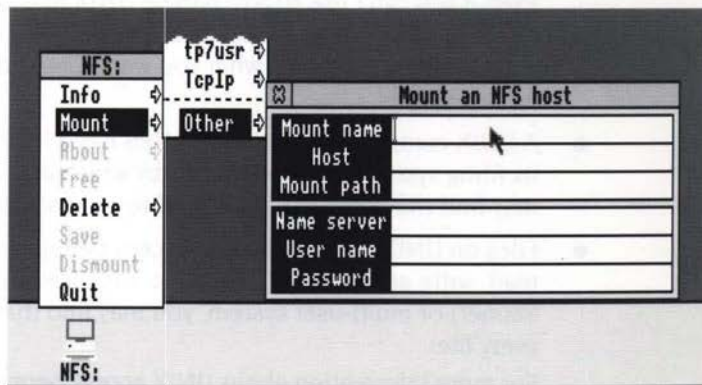 NFS:
Info
Mount
About
Free
Delete
Save
Dismount
Quit
tp7usr
TcpIp
Other
Mount an NFS host
Mount name
Host
Mount path
Name server
User name
Password
NFS: